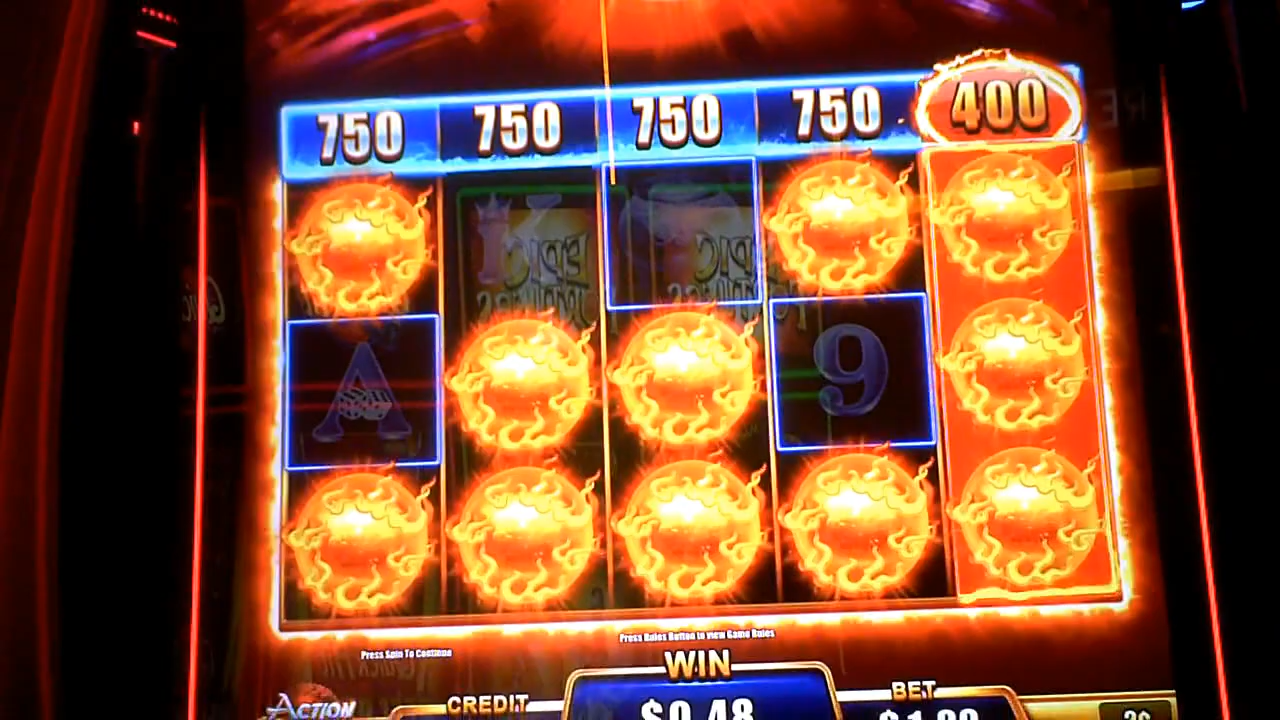 750 750 750 750 400
A 9
Press Rules Button to view Game Rules
Press Spin To Continue
WIN
ACTION CREDIT $0.48 BET